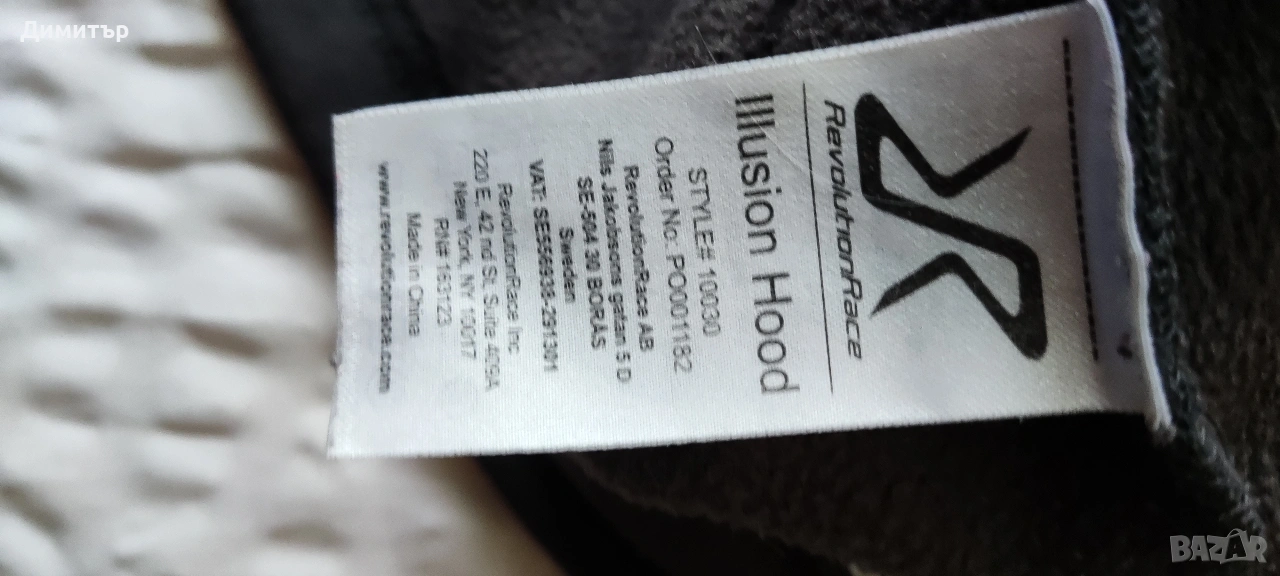 Димитър
RevolutionRace
Illusion Hood
STYLE# 10030
Order No: PO001182
RevolutionRace AB
Nils Jakobsons gatan 5 D
SE-504 30 BORÅS
Sweden
VAT: SE556938-291301
RevolutionRace Inc
220 E. 42 nd St, Suite 409A
New York, NY 10017
RN# 153123
Made in China
www.revolutionrace.com
BAZAR